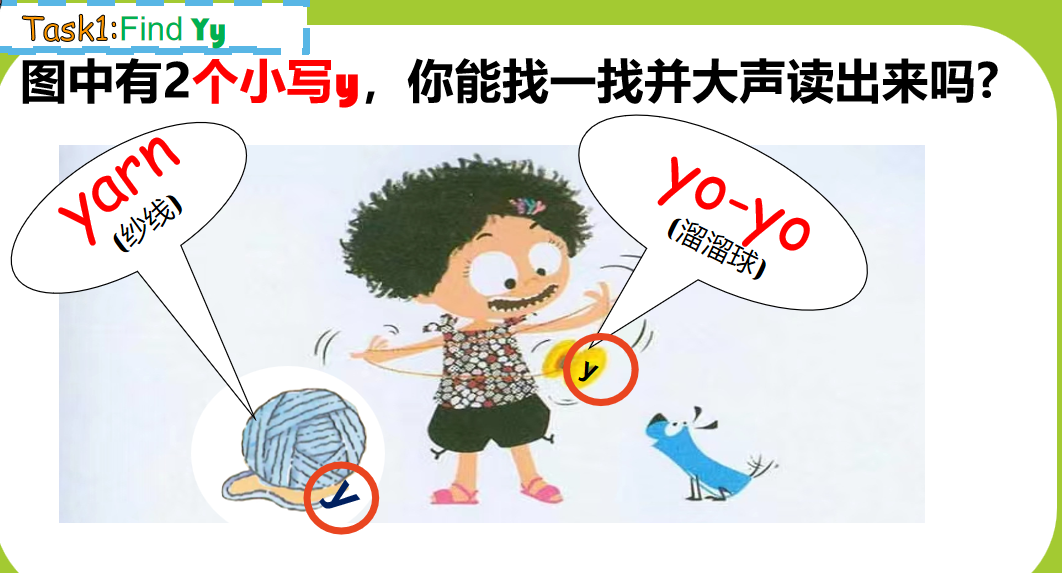 Task1:Find Yy
图中有2个小写y，你能找一找并大声读出来吗？
yarn
(纱线)
yo-yo
(溜溜球)
y
y